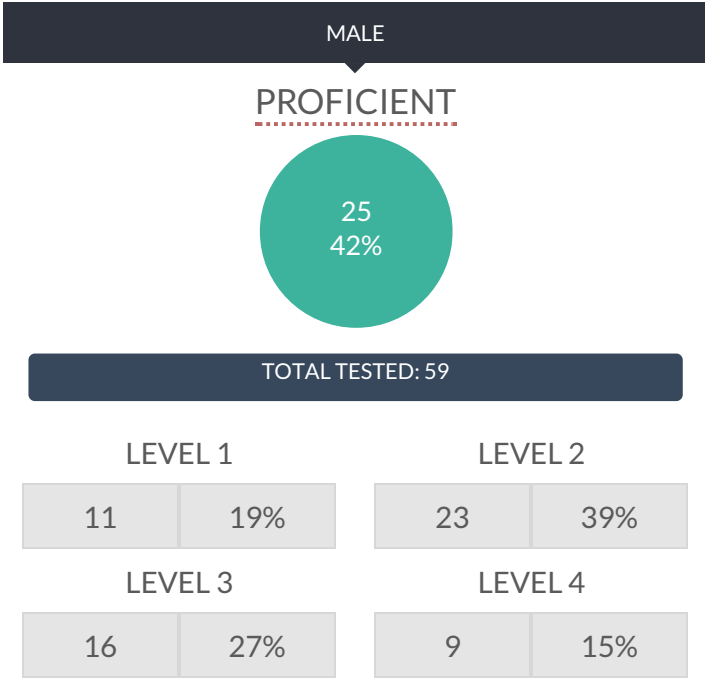 MALE
PROFICIENT
25
42%
TOTAL TESTED: 59
LEVEL 1
11 19%
LEVEL 2
23 39%
LEVEL 3
16 27%
LEVEL 4
9 15%